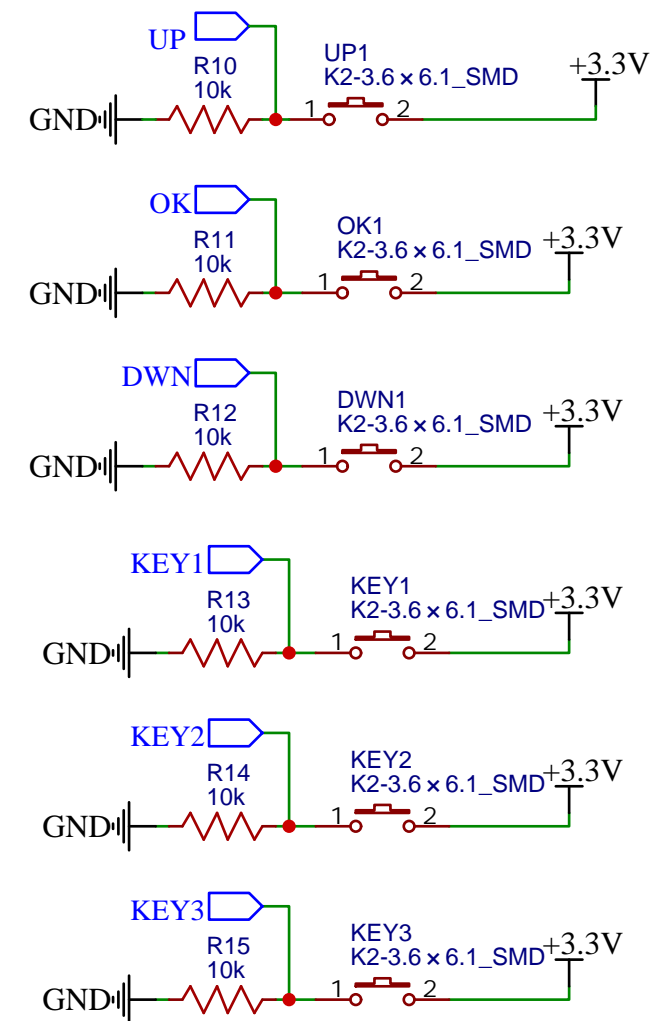 UP
R10
10k
UP1
K2-3.6×6.1_SMD
+3.3V
GND
1
2
OK
R11
10k
OK1
K2-3.6×6.1_SMD
+3.3V
GND
1
2
DWN
R12
10k
DWN1
K2-3.6×6.1_SMD
+3.3V
GND
1
2
KEY1
R13
10k
KEY1
K2-3.6×6.1_SMD
+3.3V
GND
1
2
KEY2
R14
10k
KEY2
K2-3.6×6.1_SMD
+3.3V
GND
1
2
KEY3
R15
10k
KEY3
K2-3.6×6.1_SMD
+3.3V
GND
1
2